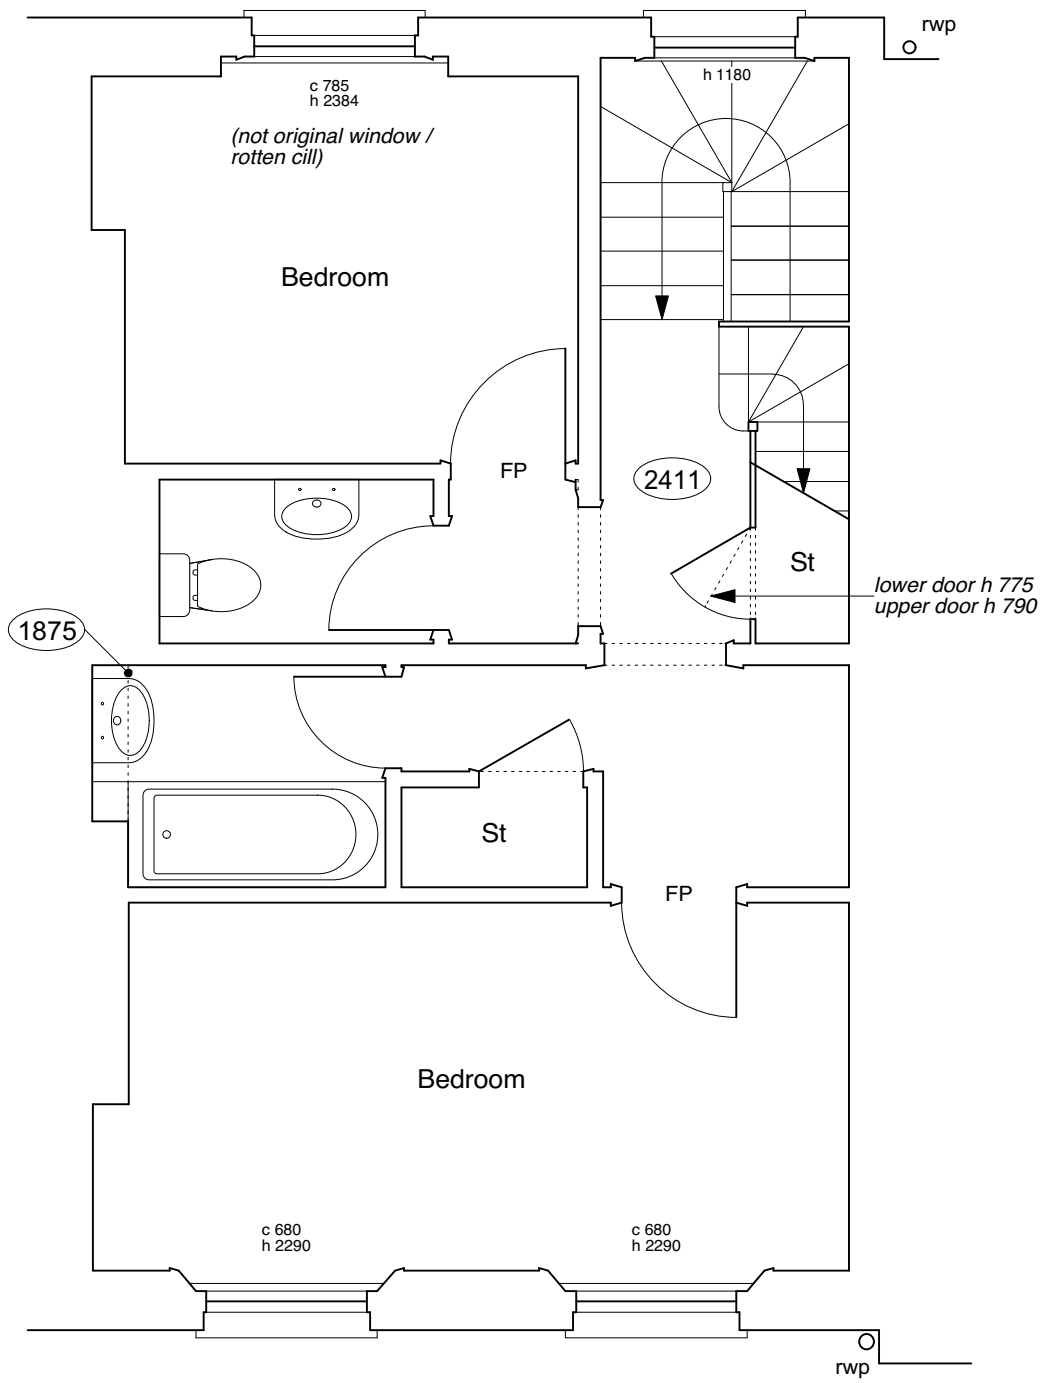 rwp
h 1180
c 785
h 2384
(not original window /
rotten cill)
Bedroom
FP
2411
St
lower door h 775
upper door h 790
1875
St
FP
Bedroom
c 680
h 2290
c 680
h 2290
rwp